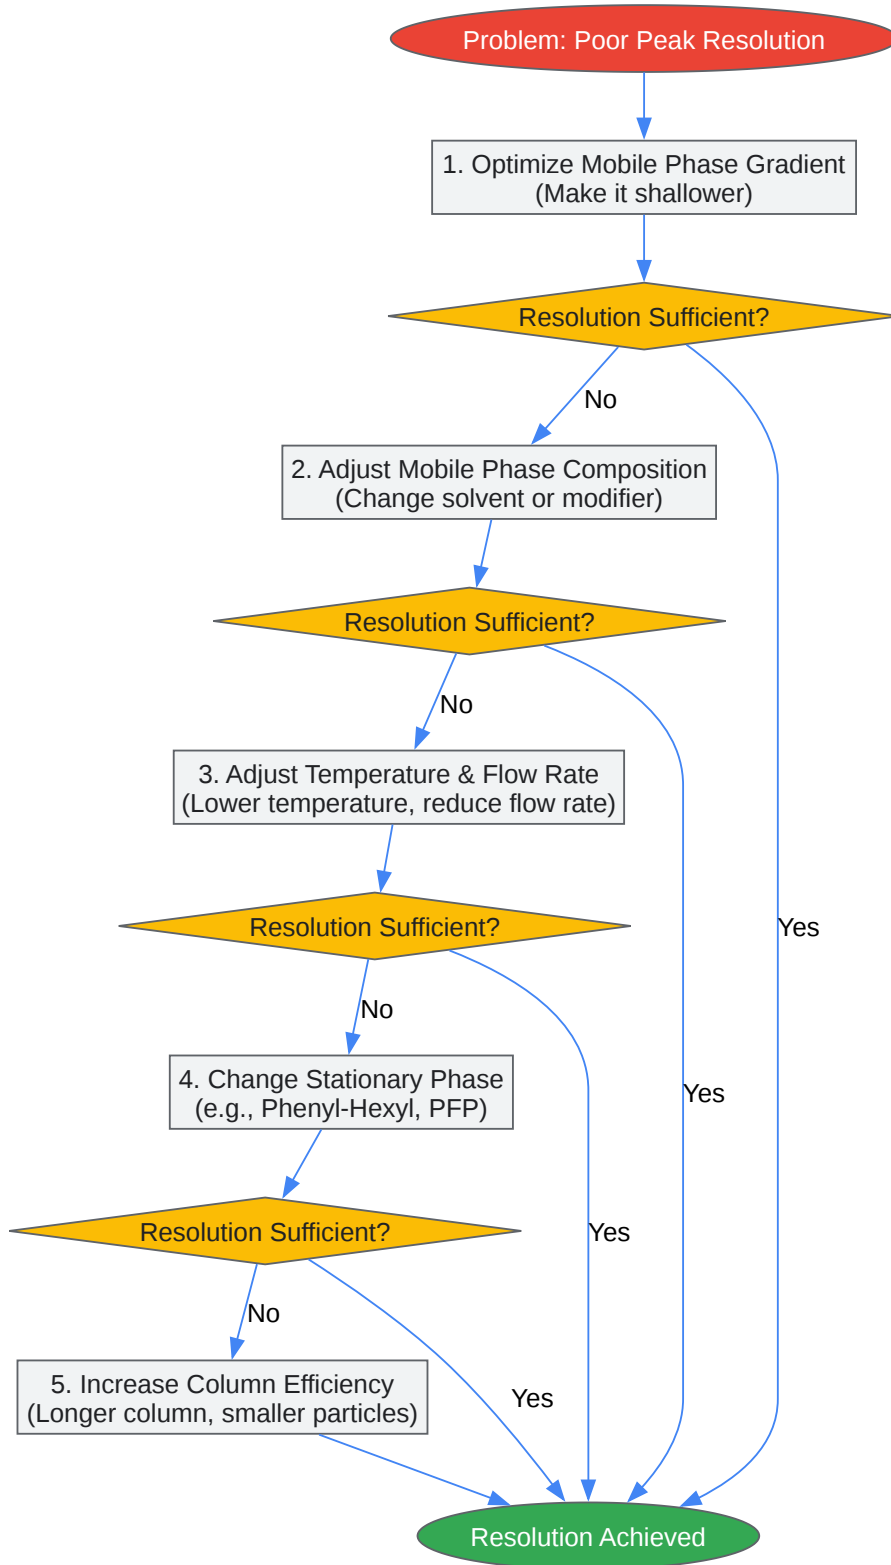 Problem: Poor Peak Resolution
1. Optimize Mobile Phase Gradient
(Make it shallower)
Resolution Sufficient?
No
2. Adjust Mobile Phase Composition
(Change solvent or modifier)
Resolution Sufficient?
No
3. Adjust Temperature & Flow Rate
(Lower temperature, reduce flow rate)
Resolution Sufficient?
Yes
No
4. Change Stationary Phase
(e.g., Phenyl-Hexyl, PFP)
Yes
Resolution Sufficient?
Yes
No
5. Increase Column Efficiency
(Longer column, smaller particles)
Yes
Resolution Achieved